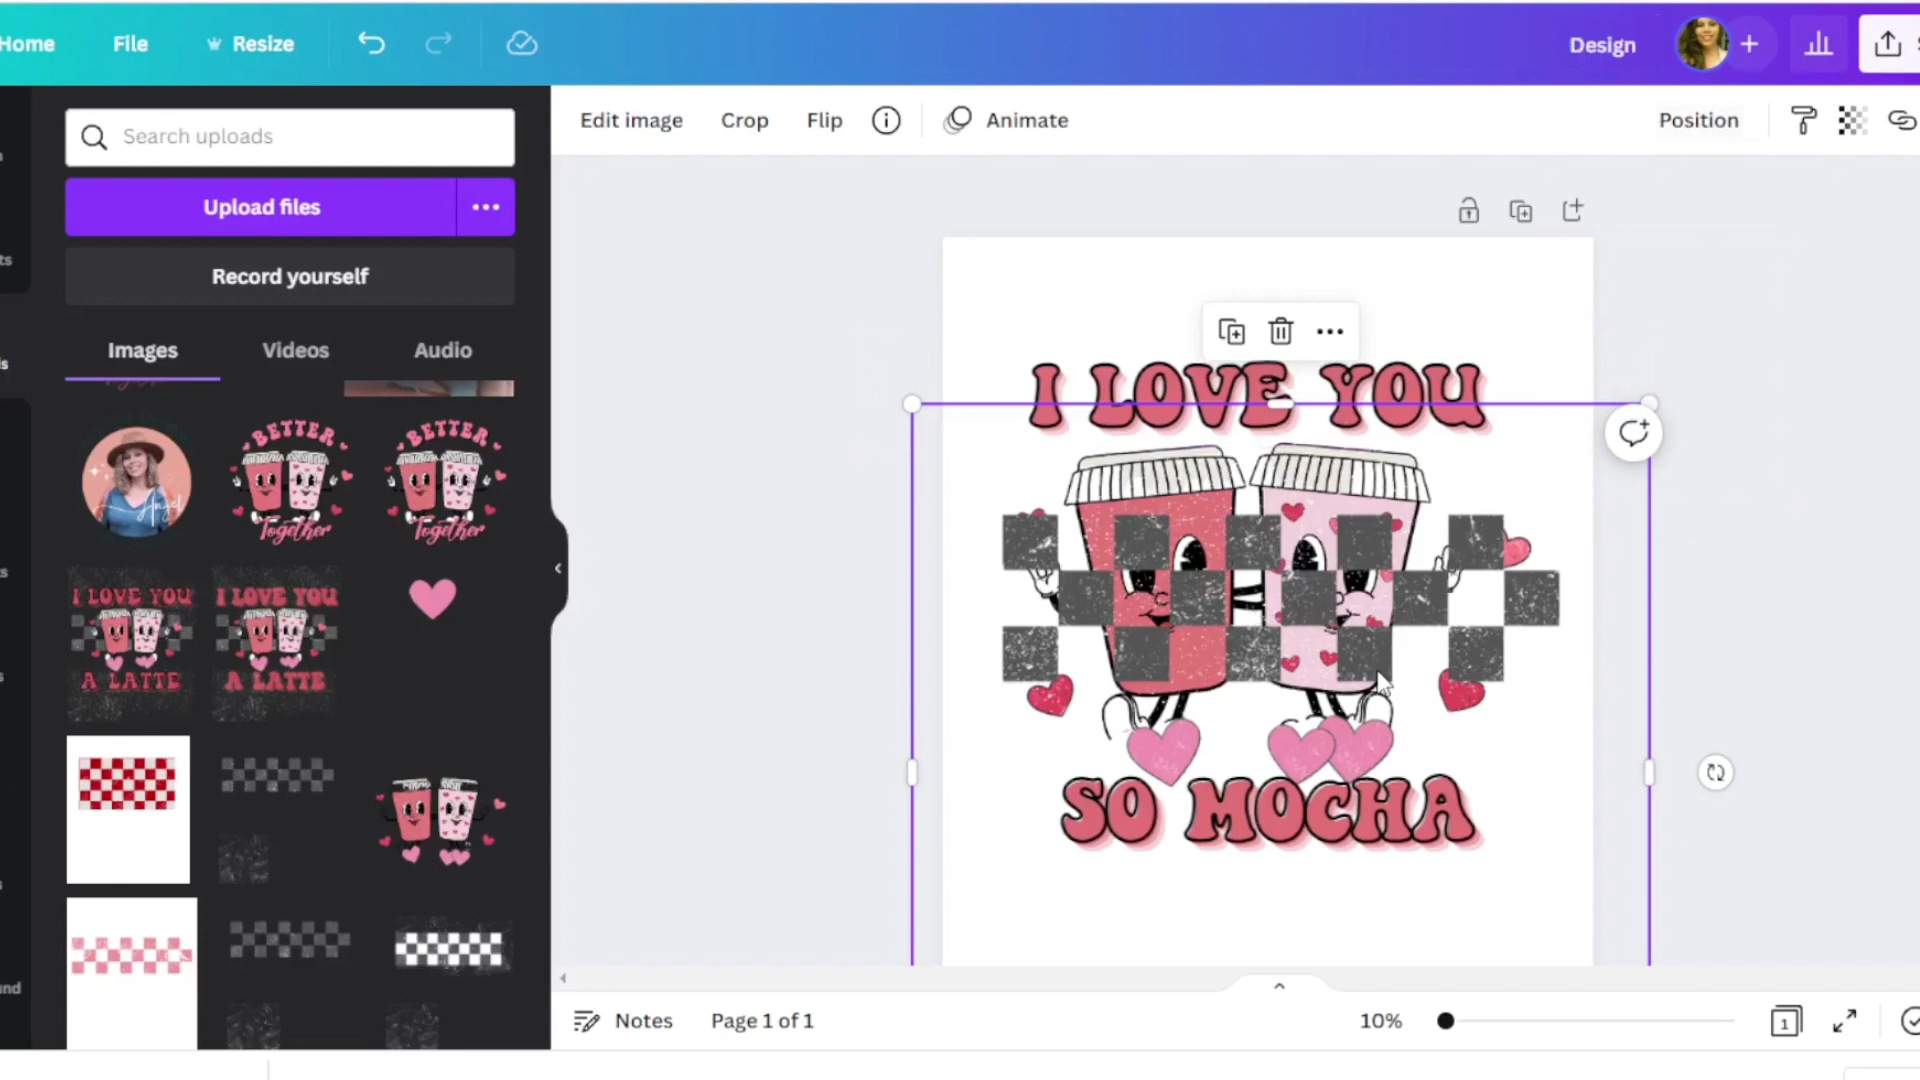 Home File Resize Design
Search uploads
Upload files
Record yourself
Images Videos Audio
Edit image Crop Flip Animate Position
BETTER
Together
BETTER
Together
I LOVE YOU
A LATTE
I LOVE YOU
A LATTE
I LOVE YOU
SO MOCHA
Notes Page 1 of 1 10% 1